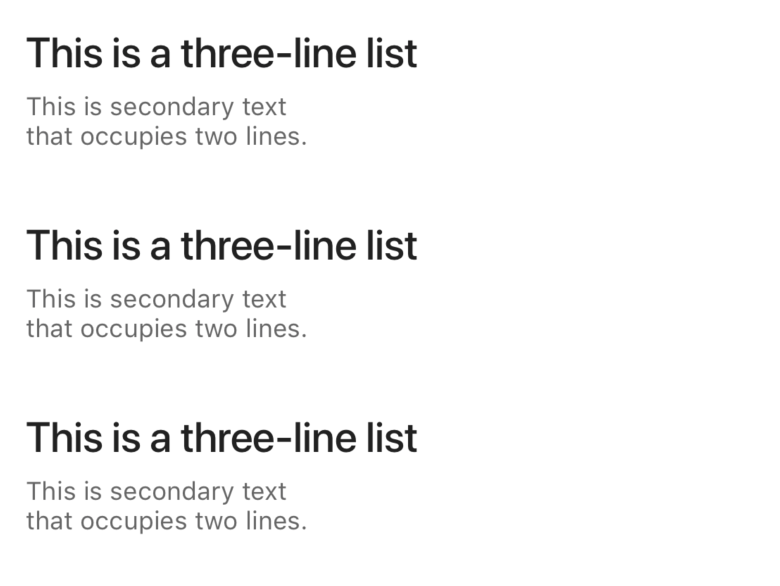 This is a three-line list
This is secondary text
that occupies two lines.
This is a three-line list
This is secondary text
that occupies two lines.
This is a three-line list
This is secondary text
that occupies two lines.